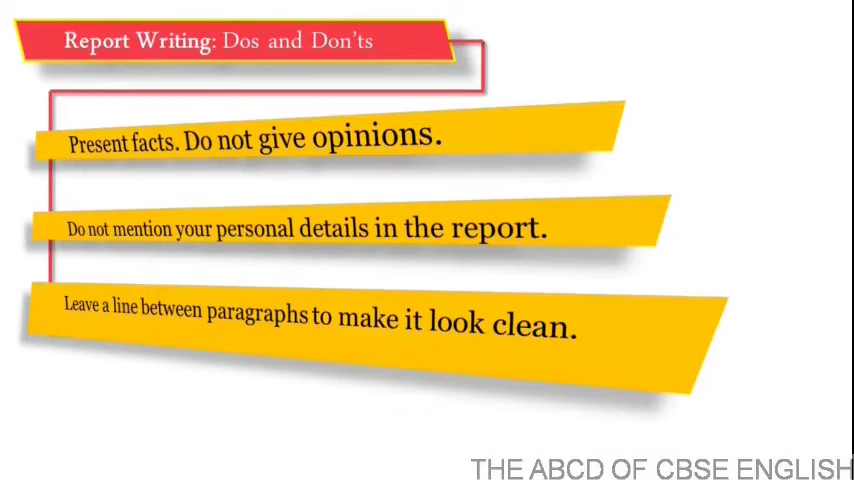 Report Writing: Dos and Don'ts
Present facts. Do not give opinions.
Do not mention your personal details in the report.
Leave a line between paragraphs to make it look clean.
THE ABCD OF CBSE ENGLISH